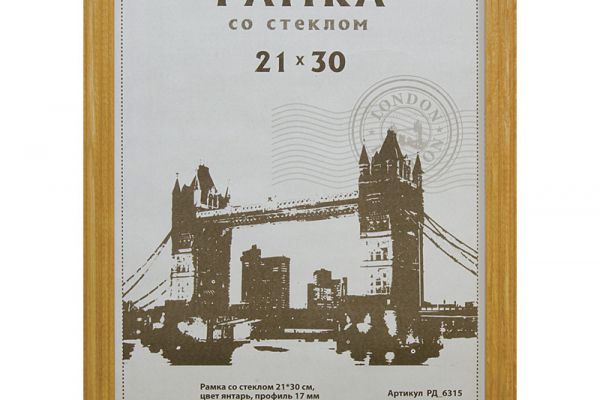 РАМКА
со стеклом
21 x 30
LONDON
Рамка со стеклом 21*30 см,
цвет янтарь, профиль 17 мм
Артикул РД_6315